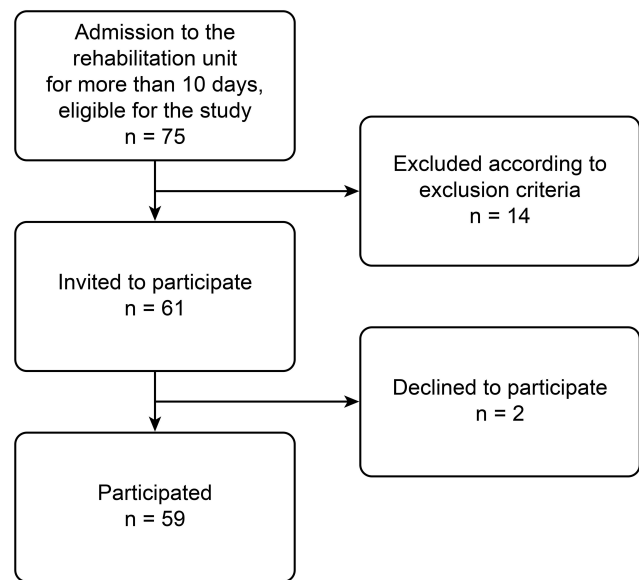 Admission to the
rehabilitation unit
for more than 10 days,
eligible for the study
n = 75
Excluded according to
exclusion criteria
n = 14
Invited to participate
n = 61
Declined to participate
n = 2
Participated
n = 59